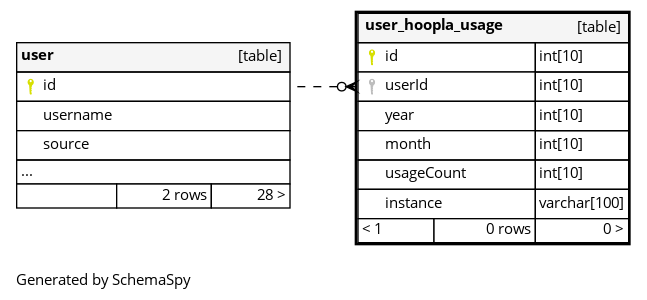 user [table]
id
username
source
...
2 rows 28 >
user_hoopla_usage [table]
id int[10]
userId int[10]
year int[10]
month int[10]
usageCount int[10]
instance varchar[100]
< 1 0 rows 0 >
Generated by SchemaSpy